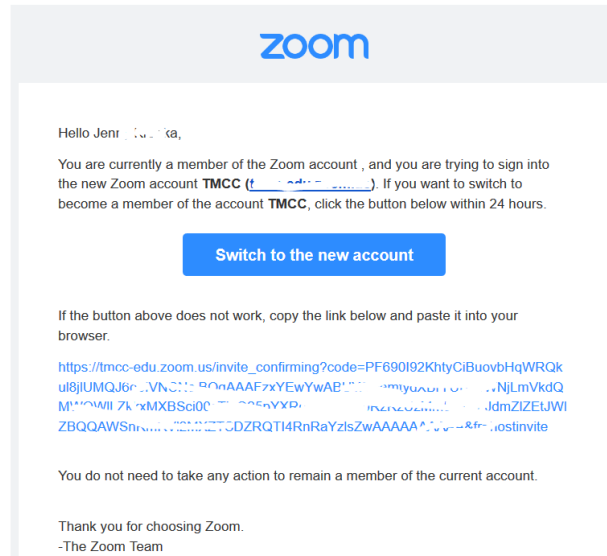 zoom
Hello
You are currently a member of the Zoom account , and you are trying to sign into
the new Zoom account TMCC ( ). If you want to switch to
become a member of the account TMCC, click the button below within 24 hours.
Switch to the new account
If the button above does not work, copy the link below and paste it into your
browser.
https://tmcc-edu.zoom.us/invite_confirming?code=PF690I92KhtyCiBuovbHqWRQk
You do not need to take any action to remain a member of the current account.
Thank you for choosing Zoom.
-The Zoom Team